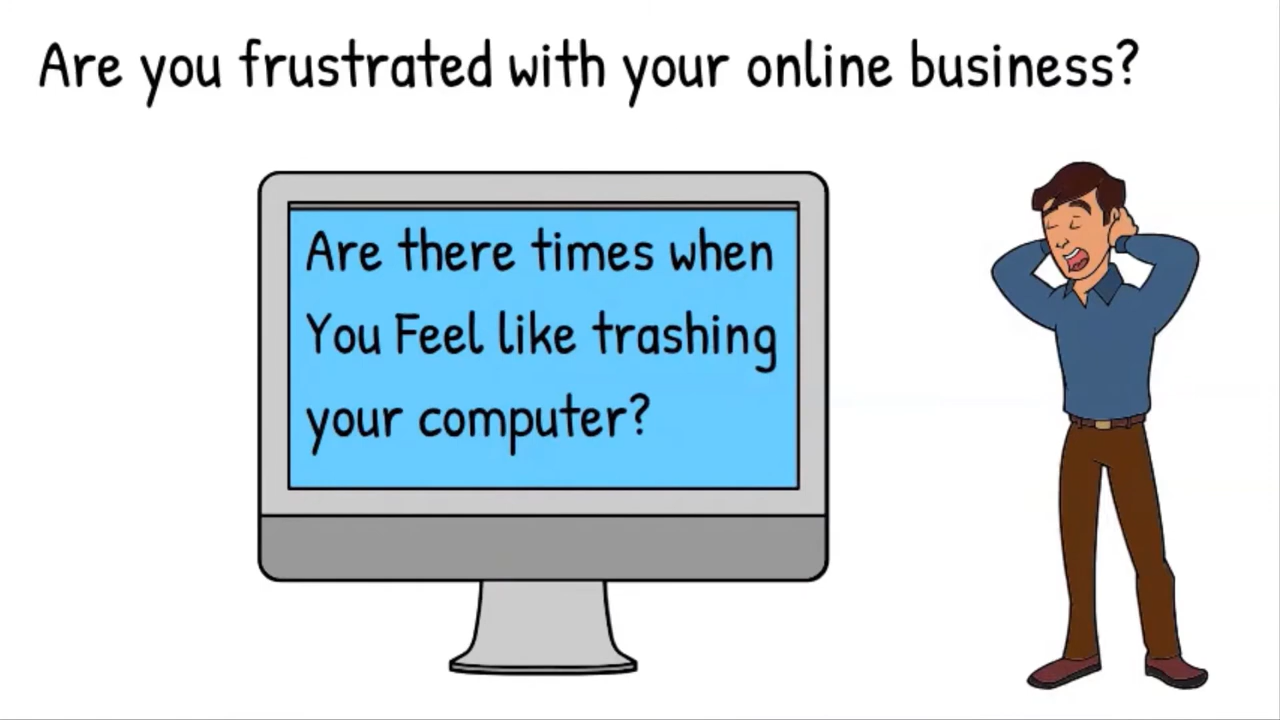 Are you frustrated with your online business?
Are there times when
You Feel like trashing
your computer?